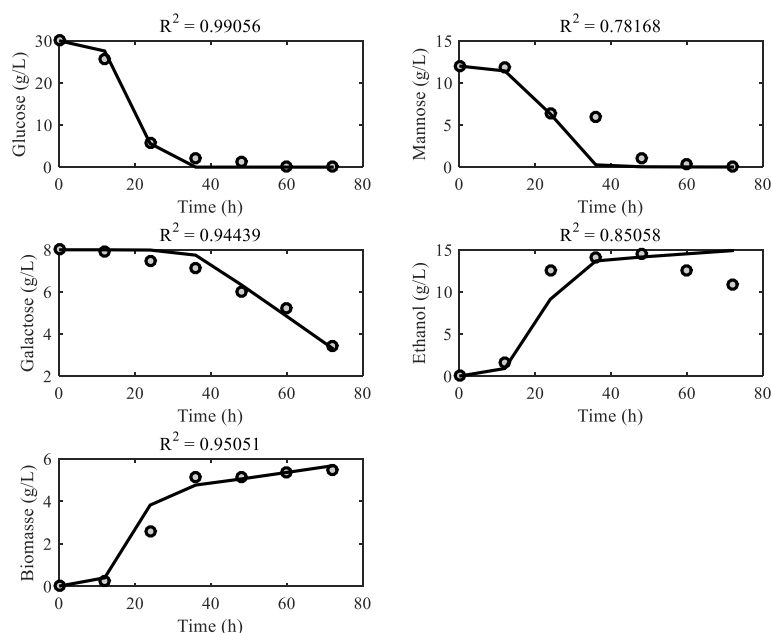 R² = 0.99056
Glucose (g/L)
30
20
10
0
0 20 40 60 80
Time (h)
R² = 0.78168
Mannose (g/L)
15
10
5
0
0 20 40 60 80
Time (h)
R² = 0.94439
Galactose (g/L)
8
6
4
2
0 20 40 60 80
Time (h)
R² = 0.85058
Ethanol (g/L)
15
10
5
0
0 20 40 60 80
Time (h)
R² = 0.95051
Biomasse (g/L)
6
4
2
0
0 20 40 60 80
Time (h)